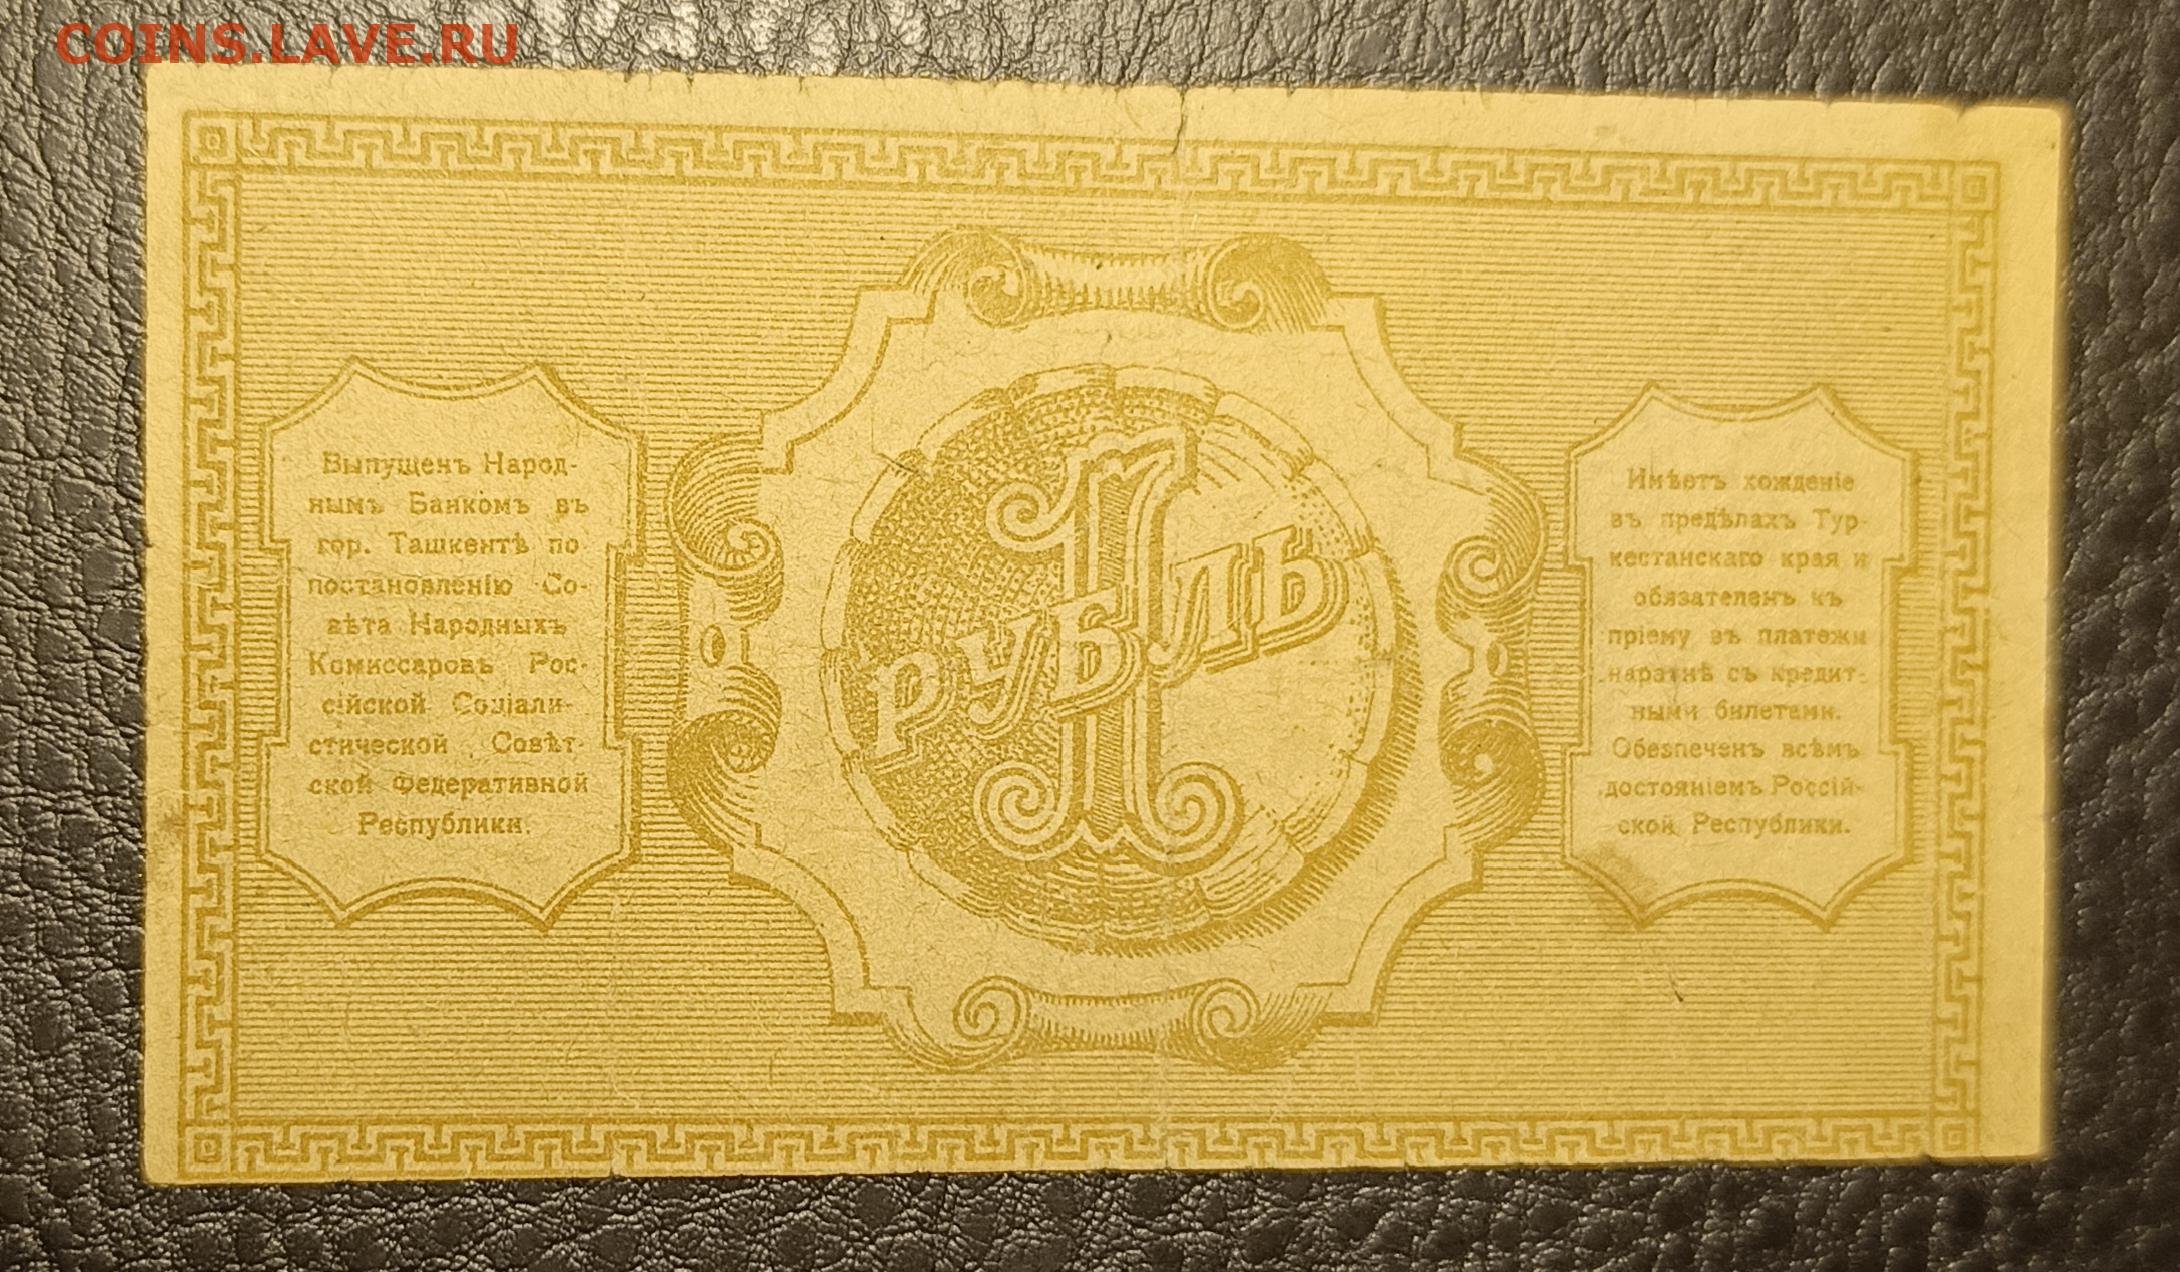 COINS.LAVE.RU
Выпущенъ Народ-
нымъ Банкомъ въ
гор. Ташкентѣ по
постановленію Со-
вѣта Народныхъ
Комиссаровъ Рос-
сійской Соціали-
стической Совѣт-
ской Федеративной
Республики.
1
РУБЛЬ
Имѣетъ хожденіе
въ предѣлахъ Тур-
кестанскаго края и
обязателенъ къ
пріему въ платежи
наравнѣ съ кредит-
ными билетами.
Обезпеченъ всѣмъ
достояніемъ Россій-
ской Республики.